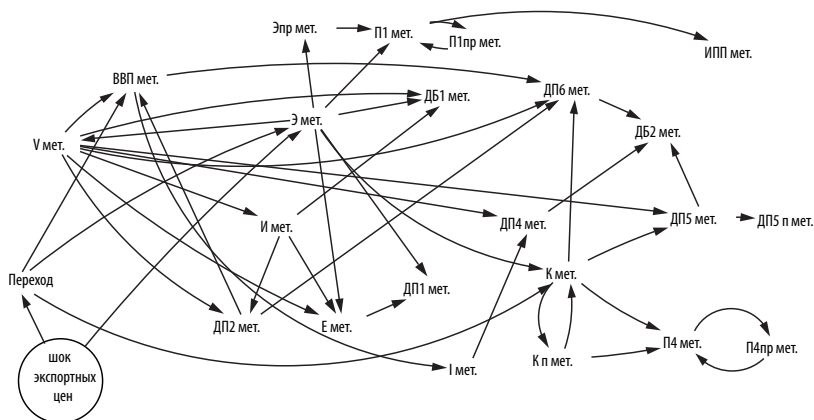 Эпр мет.
П1 мет.
П1пр мет.
ИПП мет.
ВВП мет.
ДБ1 мет.
ДП6 мет.
Э мет.
ДБ2 мет.
V мет.
И мет.
ДП4 мет.
ДП5 мет.
ДП5 п мет.
Переход
К мет.
ДП1 мет.
ДП2 мет.
Е мет.
П4 мет.
П4пр мет.
К п мет.
I мет.
шок
экспортных
цен